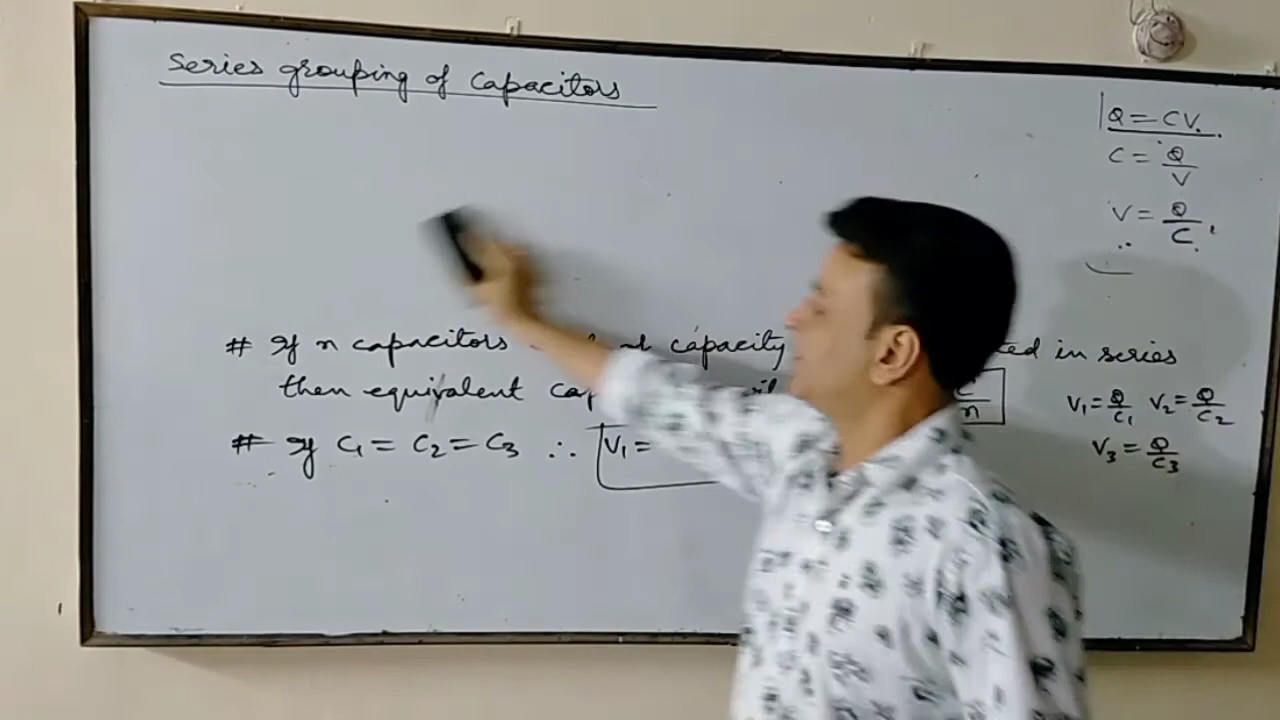 Series grouping of Capacitors
Q = CV.
C = Q/V
V = Q/C
# If n capacitors capacity in series
then equivalent n
V₁ = Q/C₁ V₂ = Q/C₂
# If C₁ = C₂ = C₃ ∴ V₁ =
V₃ = Q/C₃